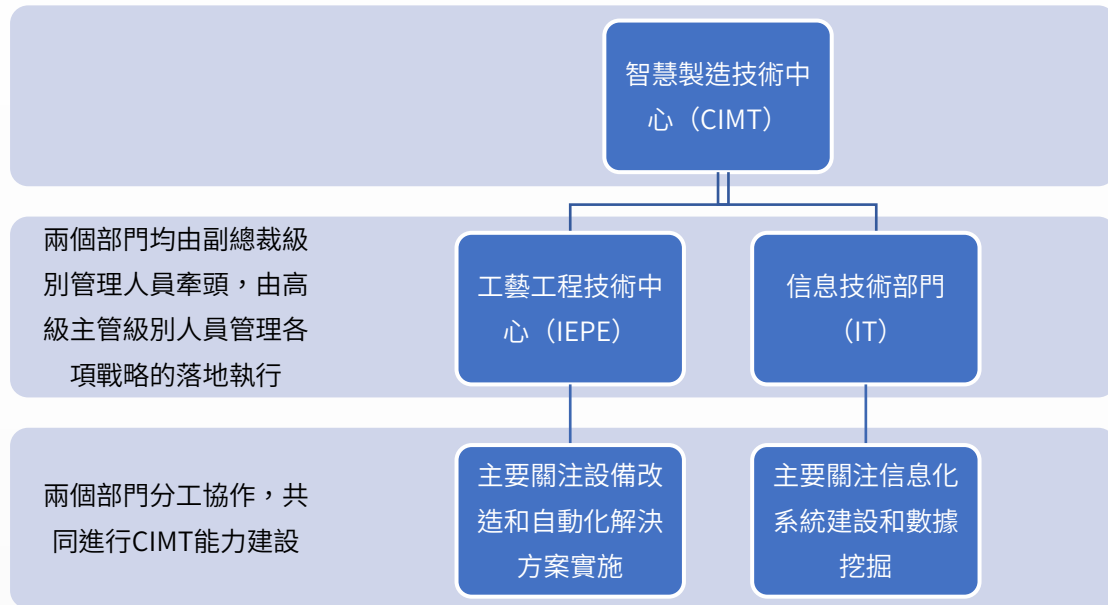 智慧製造技術中
心（CIMT）
兩個部門均由副總裁級
別管理人員牽頭，由高
級主管級別人員管理各
項戰略的落地執行
工藝工程技術中
心（IEPE）
信息技術部門
（IT）
兩個部門分工協作，共
同進行CIMT能力建設
主要關注設備改
造和自動化解決
方案實施
主要關注信息化
系統建設和數據
挖掘